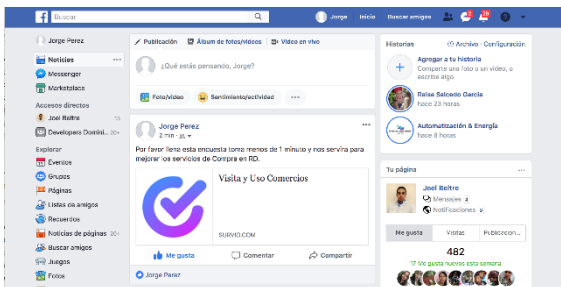 Buscar
Jorge
Inicio
Buscar amigos
Jorge Perez
Noticias
Messenger
Marketplace
Accesos directos
Joel Beltre
Developers Domini... 20+
Explorar
Eventos
Grupos
Páginas
Listas de amigos
Recuerdos
Noticias de páginas 20+
Buscar amigos
Juegos
Fotos
Publicación
Álbum de fotos/videos
Video en vivo
¿Qué estás pensando, Jorge?
Foto/video
Sentimiento/actividad
Jorge Perez
2 min ·
Por favor llena esta encuesta toma menos de 1 minuto y nos servira para
mejorar los servicios de Compra en RD.
Visita y Uso Comercios
SURVIO.COM
Me gusta
Comentar
Compartir
Jorge Perez
Historias
Archivo · Configuración
Agregar a tu historia
Comparte una foto o un video, o
escribe algo
Raisa Salcedo Garcia
hace 23 horas
Automatización & Energía
hace 8 horas
Tu página
Joel Beltre
Mensajes
Notificaciones
Me gusta
Visitas
Publicacion...
482
17 Me gusta nuevos esta semana